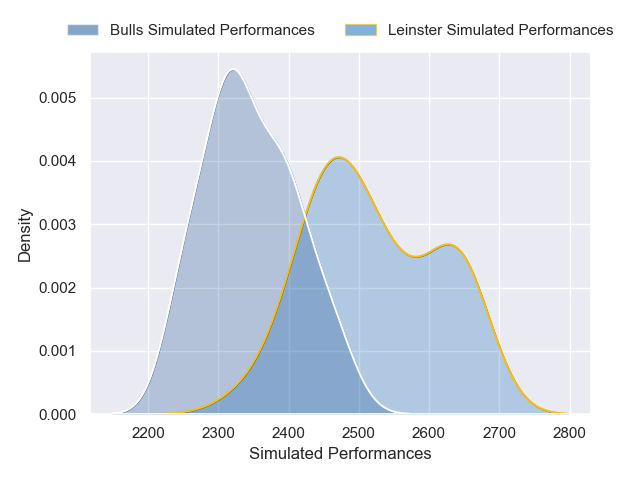 Bulls Simulated Performances
Leinster Simulated Performances
0.005
0.004
0.003
0.002
0.001
0.000
Density
2200 2300 2400 2500 2600 2700 2800
Simulated Performances